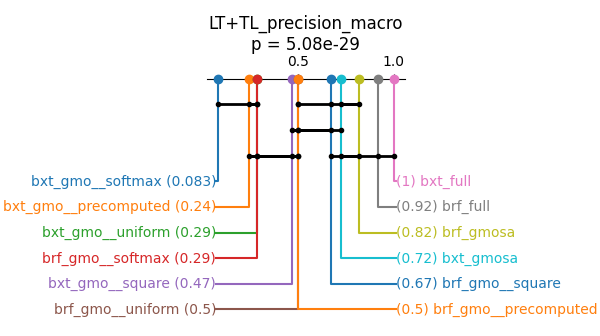 LT+TL_precision_macro
p = 5.08e-29
0.5 1.0
bxt_gmo__softmax (0.083) (1) bxt_full
bxt_gmo__precomputed (0.24) (0.92) brf_full
bxt_gmo__uniform (0.29) (0.82) brf_gmosa
brf_gmo__softmax (0.29) (0.72) bxt_gmosa
bxt_gmo__square (0.47) (0.67) brf_gmo__square
brf_gmo__uniform (0.5) (0.5) brf_gmo__precomputed